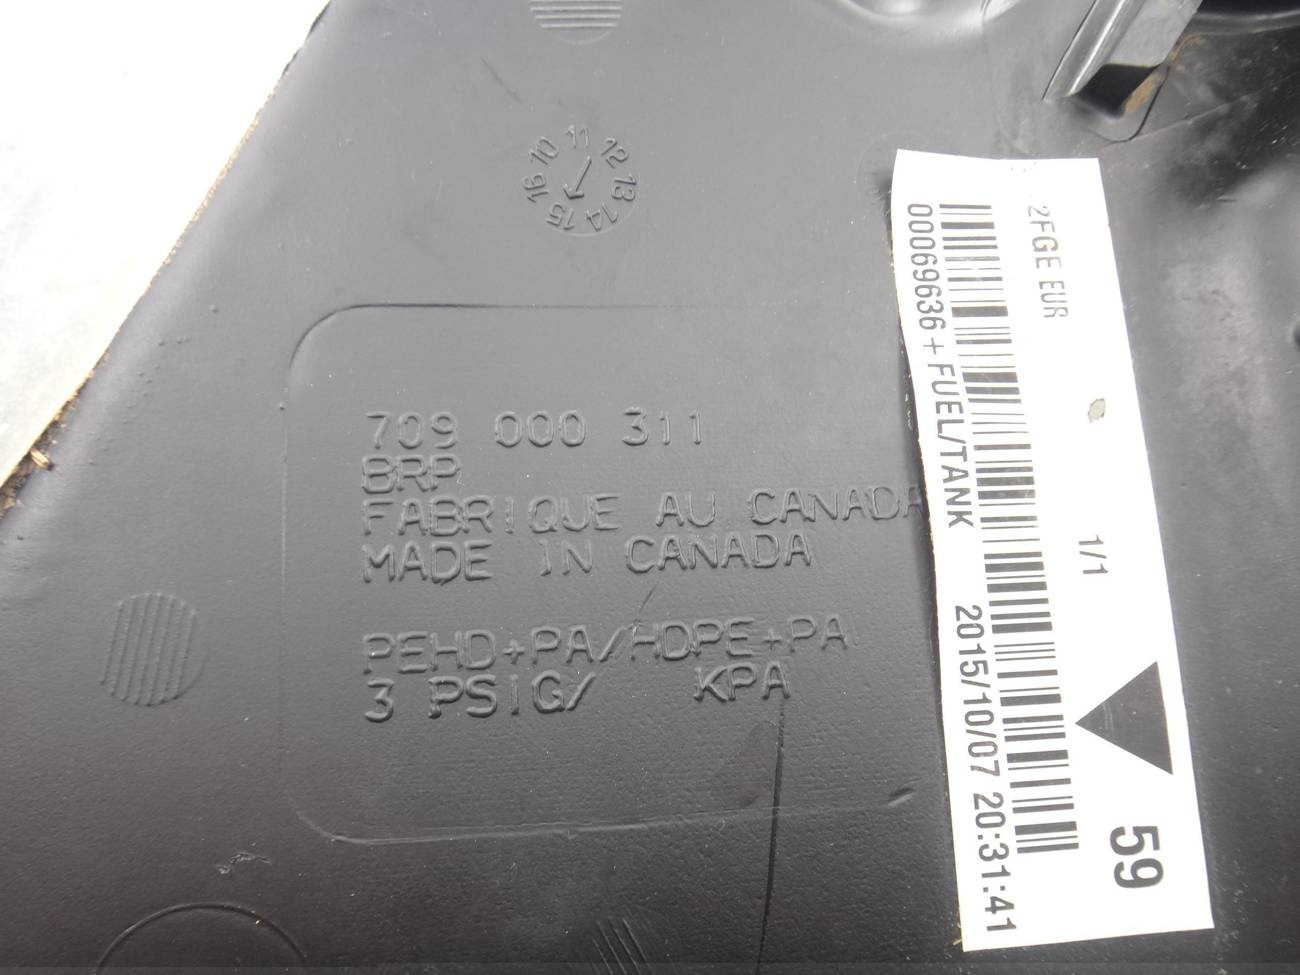 10 11 12 13 14 15 16
709 000 311
BRP
FABRIQUE AU CANADA
MADE IN CANADA
PEHD+PA/HDPE+PA
3 PSIG/ KPA
2FGE EUR
1/1
59
00069636 + FUEL/TANK 2015/10/07 20:31:41